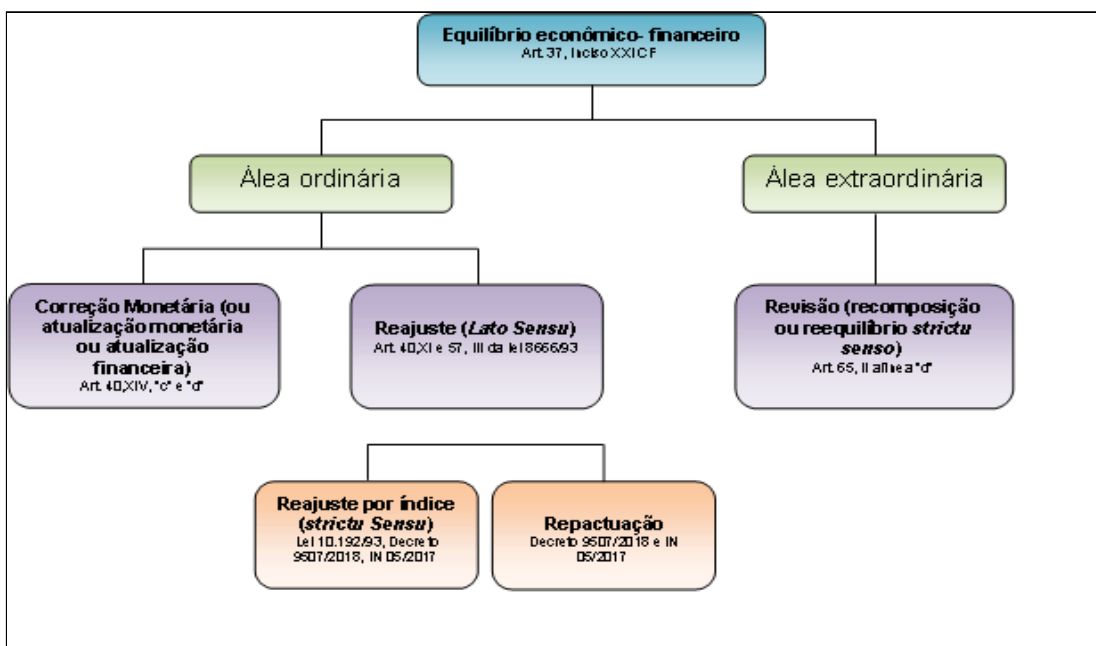 Equilíbrio econômico- financeiro
Art. 37, Inciso XXI CF
Álea ordinária
Álea extraordinária
Correção Monetária (ou
atualização monetária
ou atualização
financeira)
Art. 40,XIV, "c" e "d"
Reajuste (Lato Sensu)
Art. 40,XI e 57, III da lei 8666/93
Revisão (recomposição
ou reequilíbrio strictu
senso)
Art. 65, II alínea "d"
Reajuste por índice
(strictu Sensu)
Lei 10.192/93, Decreto
9507/2018, IN 05/2017
Repactuação
Decreto 9507/2018 e IN
05/2017